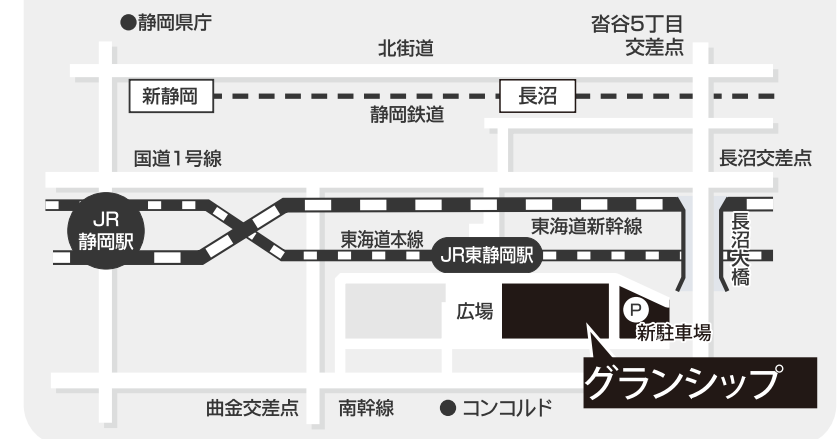 ●静岡県庁
沓谷5丁目
交差点
北街道
新静岡
長沼
静岡鉄道
国道1号線
長沼交差点
JR
静岡駅
東海道新幹線
長沼大橋
東海道本線
JR東静岡駅
広場
P
新駐車場
グランシップ
曲金交差点
南幹線
●コンコルド